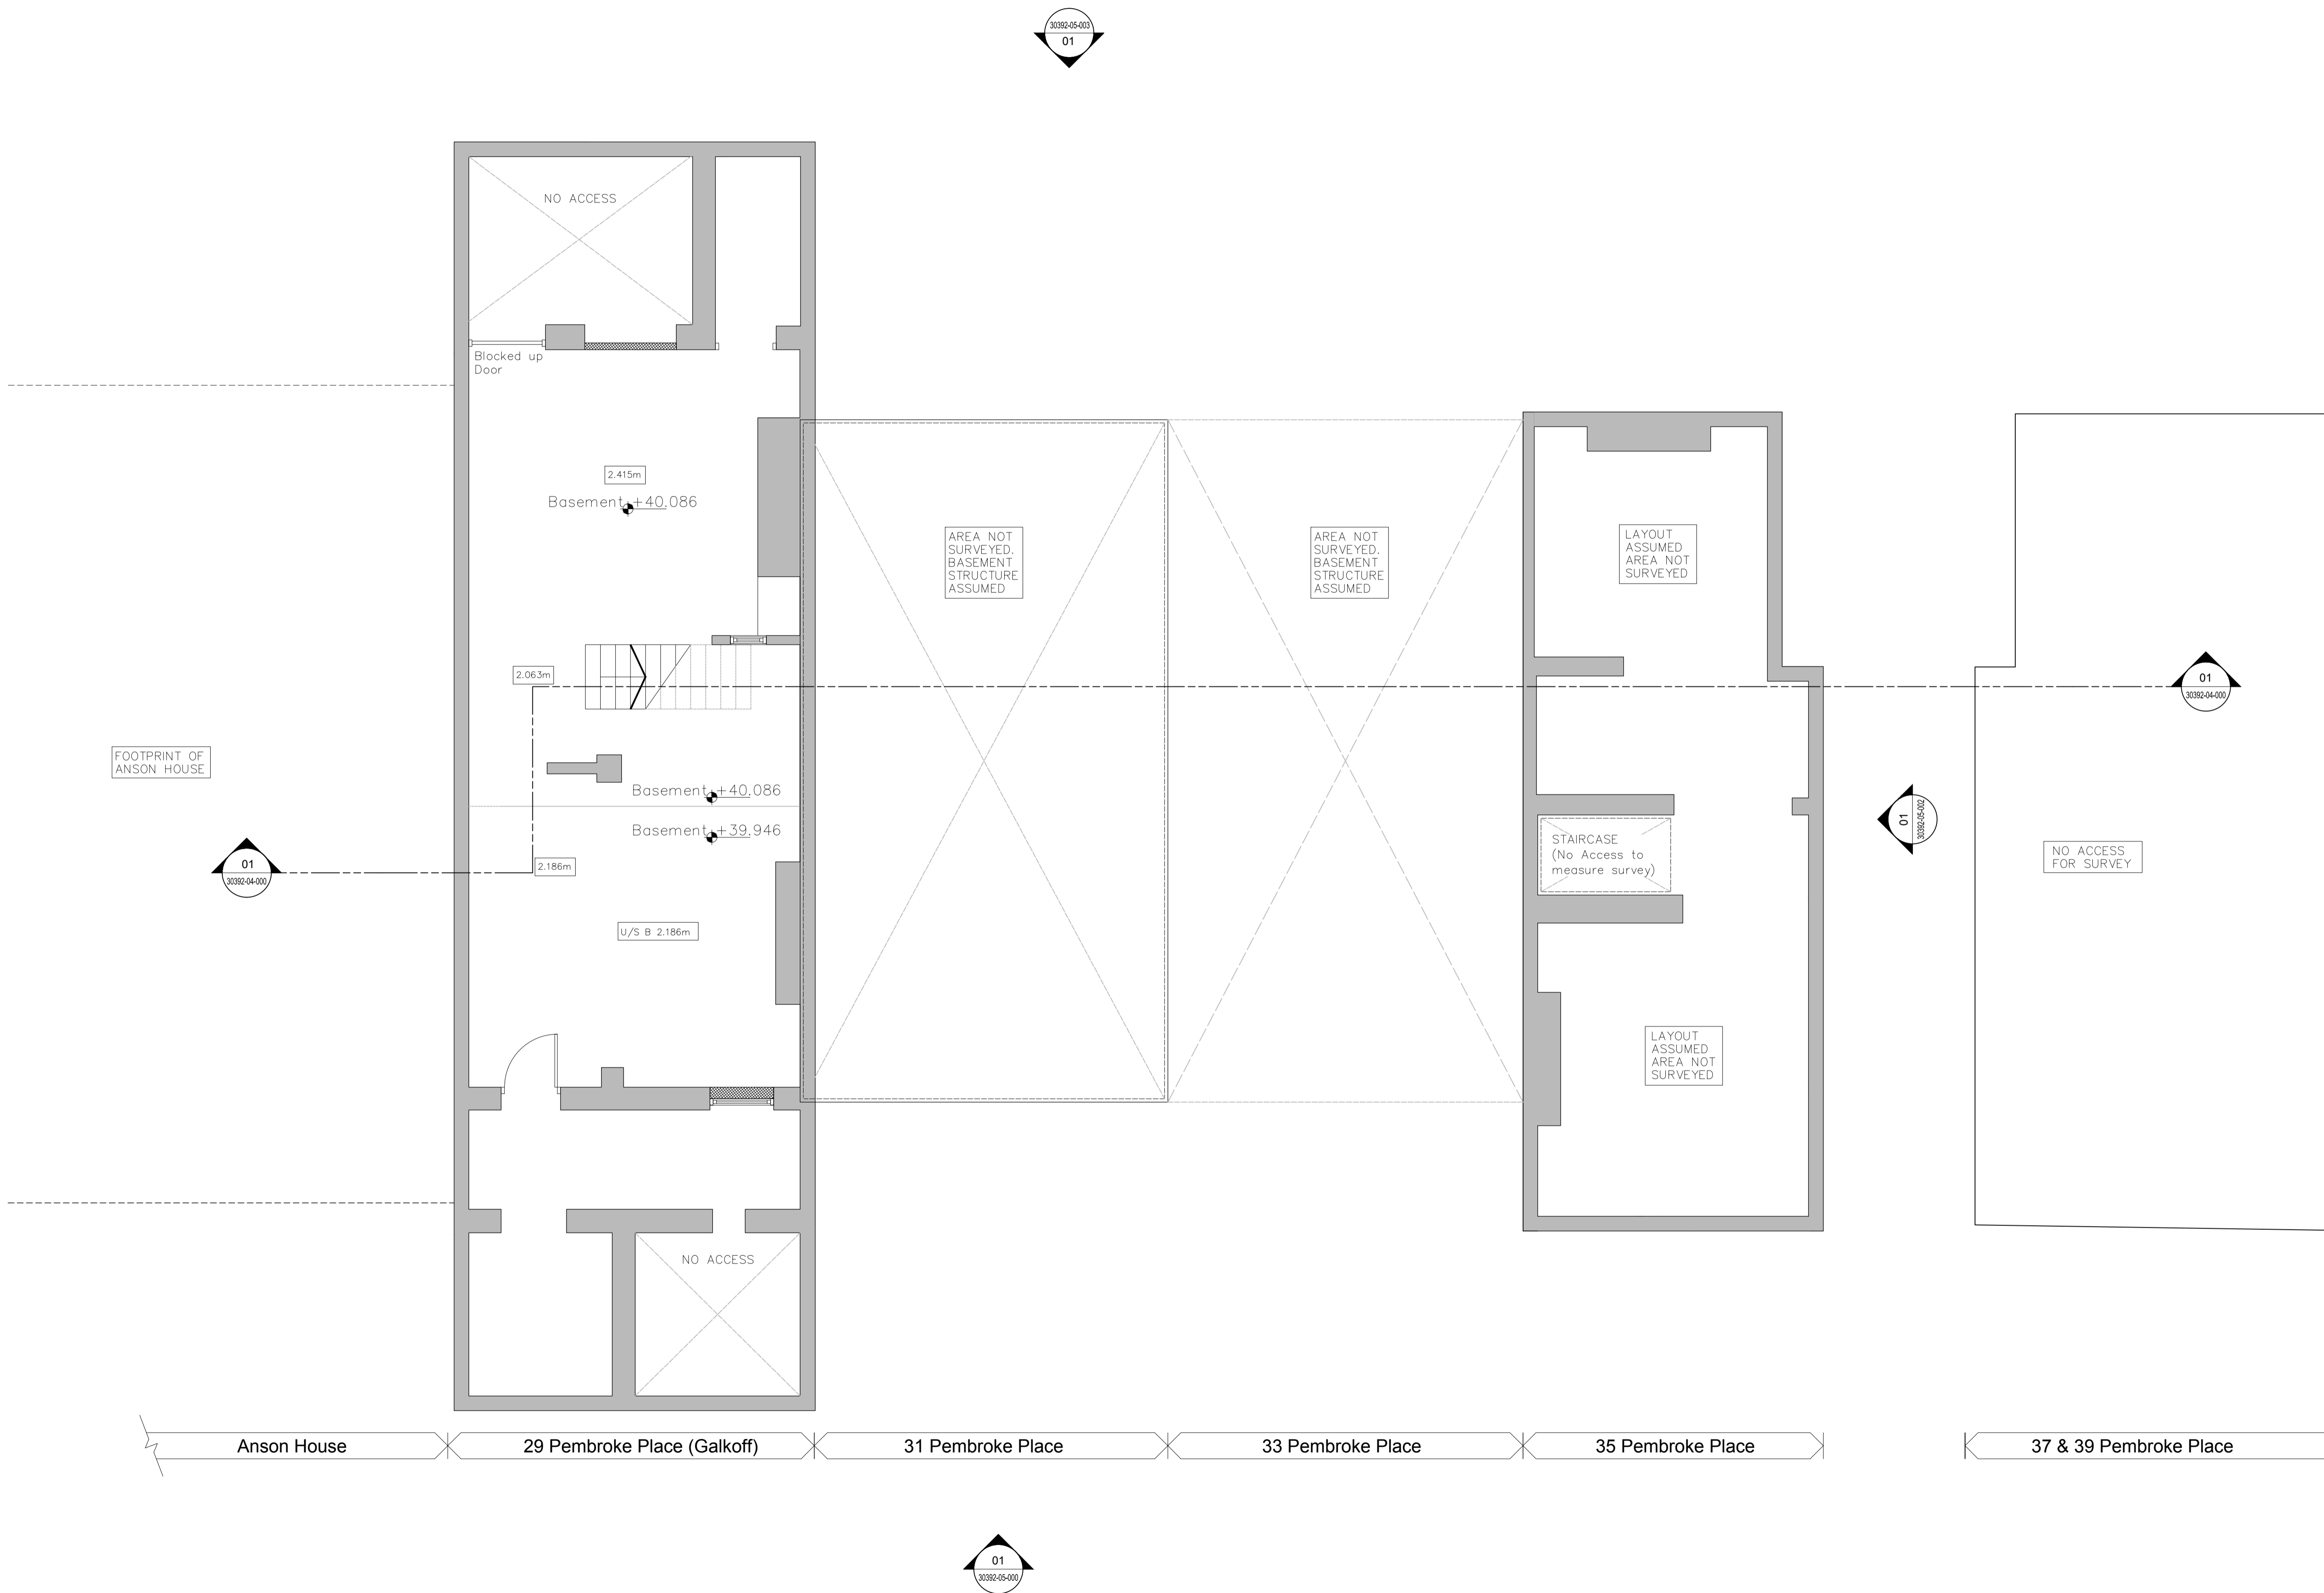 30392-05-003
01
NO ACCESS
Blocked up
Door
2.415m
Basement +40.086
AREA NOT
SURVEYED.
BASEMENT
STRUCTURE
ASSUMED
AREA NOT
SURVEYED.
BASEMENT
STRUCTURE
ASSUMED
LAYOUT
ASSUMED
AREA NOT
SURVEYED
2.063m
01
30392-04-000
FOOTPRINT OF
ANSON HOUSE
Basement +40.086
Basement +39.946
STAIRCASE
(No Access to
measure survey)
01
30392-05-002
NO ACCESS
FOR SURVEY
01
30392-04-000
2.186m
U/S B 2.186m
LAYOUT
ASSUMED
AREA NOT
SURVEYED
NO ACCESS
Anson House
29 Pembroke Place (Galkoff)
31 Pembroke Place
33 Pembroke Place
35 Pembroke Place
37 & 39 Pembroke Place
01
30392-05-000